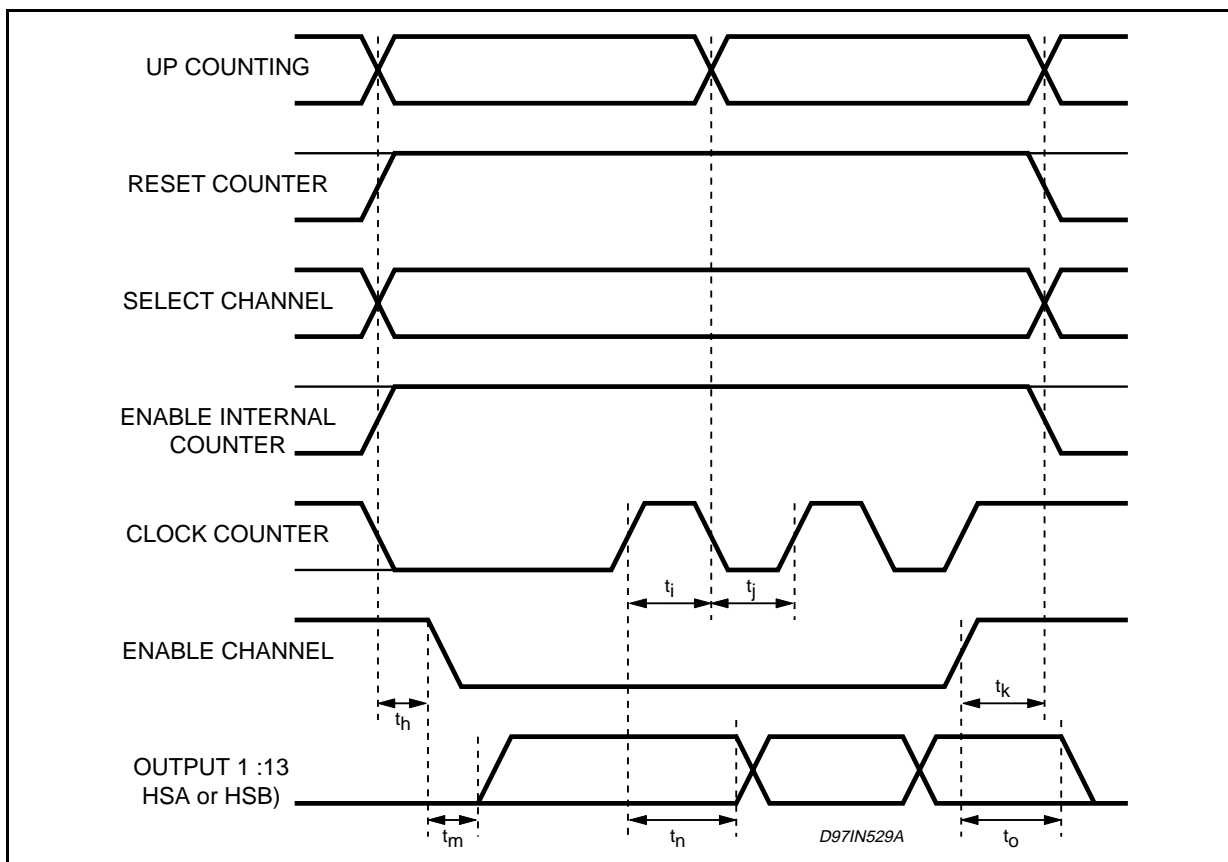 UP COUNTING
RESET COUNTER
SELECT CHANNEL
ENABLE INTERNAL
COUNTER
CLOCK COUNTER
ti
tj
ENABLE CHANNEL
th
tk
OUTPUT 1 :13
HSA or HSB)
tm
tn
D97IN529A
to